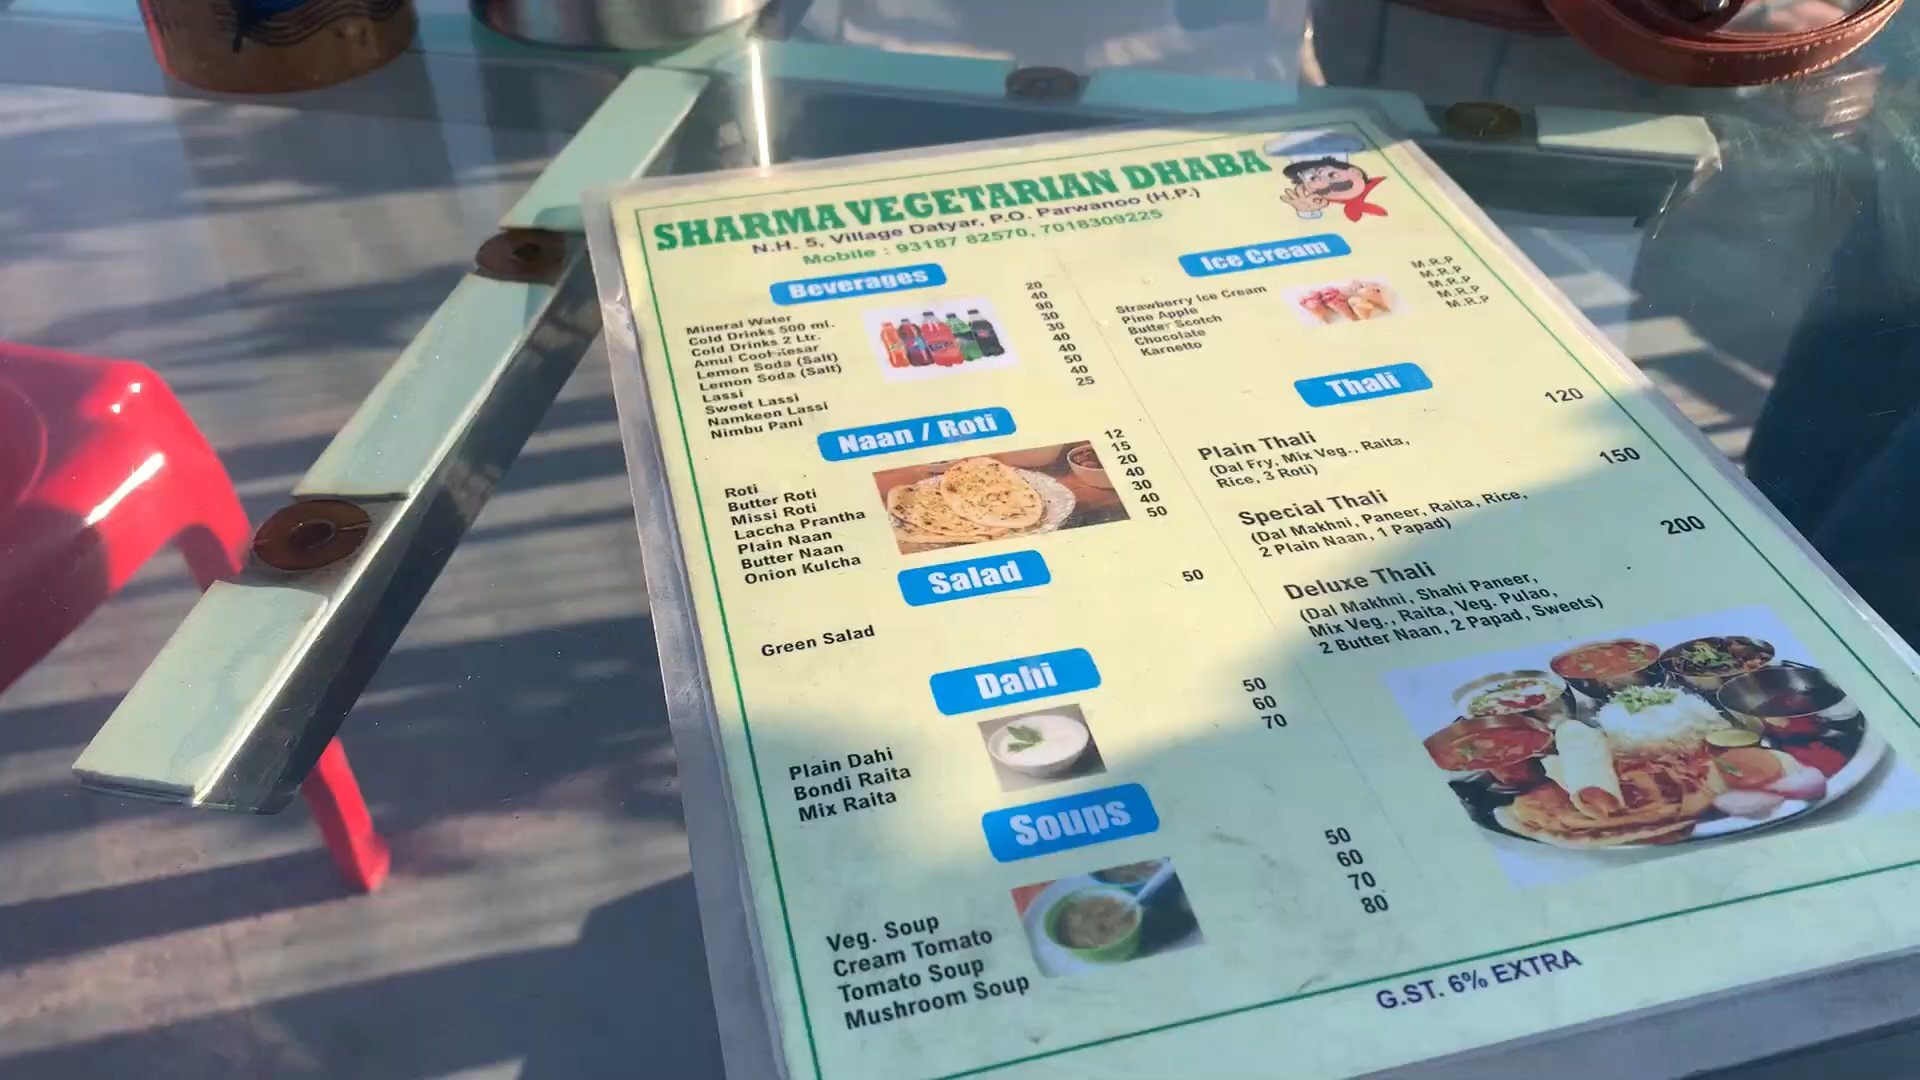 SHARMA VEGETARIAN DHABA
N.H. 5, Village Datyar, P.O. Parwanoo (H.P.)
Mobile : 93187 82570, 7018309225
Beverages
Mineral Water 20
Cold Drinks 500 ml. 40
Cold Drinks 2 Ltr. 90
Amul Cool Kesar 30
Lemon Soda (Salt) 30
Lemon Soda (Salt) 40
Lassi 40
Sweet Lassi 50
Namkeen Lassi 40
Nimbu Pani 25
Naan / Roti
Roti 12
Butter Roti 15
Missi Roti 20
Laccha Prantha 40
Plain Naan 30
Butter Naan 40
Onion Kulcha 50
Salad
Green Salad 50
Dahi
Plain Dahi 50
Bondi Raita 60
Mix Raita 70
Soups
Veg. Soup 50
Cream Tomato 60
Tomato Soup 70
Mushroom Soup 80
Ice Cream
Strawberry Ice Cream M.R.P
Pine Apple M.R.P
Butter Scotch M.R.P
Chocolate M.R.P
Karnetto M.R.P
Thali
Plain Thali 120
(Dal Fry, Mix Veg., Raita,
Rice, 3 Roti)
Special Thali 150
(Dal Makhni, Paneer, Raita, Rice,
2 Plain Naan, 1 Papad)
Deluxe Thali 200
(Dal Makhni, Shahi Paneer,
Mix Veg., Raita, Veg. Pulao,
2 Butter Naan, 2 Papad, Sweets)
G.ST. 6% EXTRA